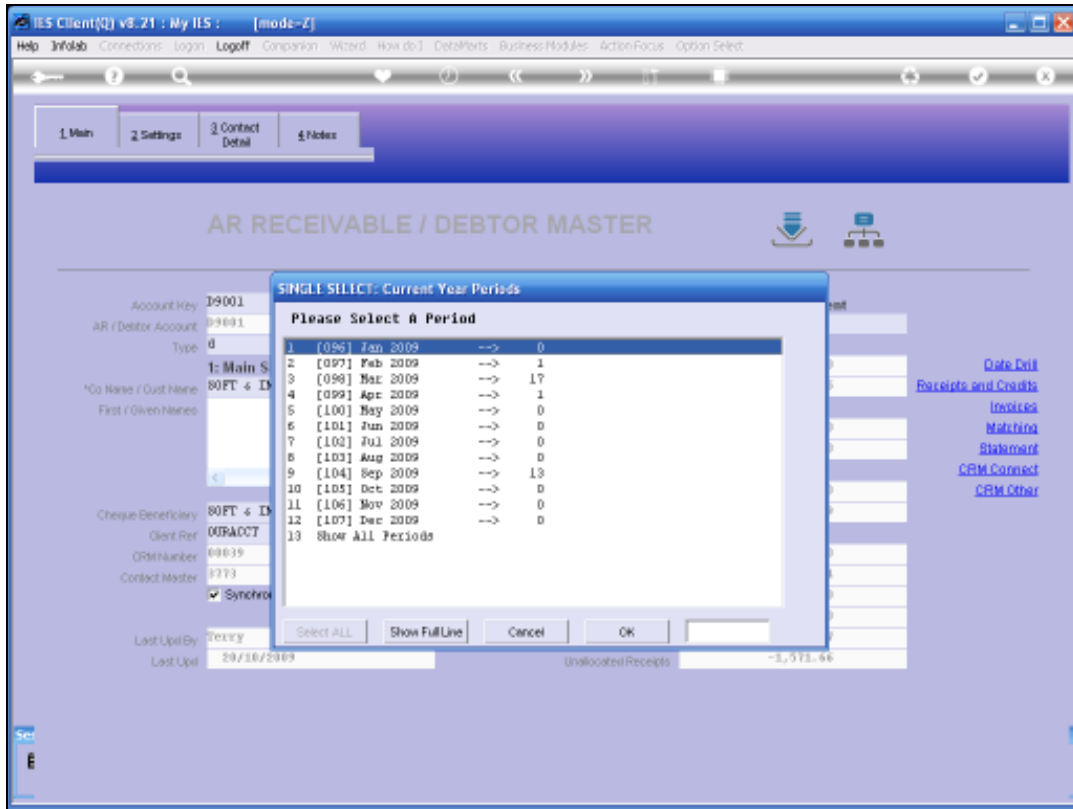 IES Client(Q) v8.21 : My IES : [mode-Z]
Help Infolab Connections Logon Logoff Companion Wizard How do I DataAlerts Business Modules Action Focus Option Select
1 Main
2 Settings
3 Contact Detail
4 Notes
AR RECEIVABLE / DEBTOR MASTER
SINGLE SELECT: Current Year Periods
Please Select A Period
1 [096] Jan 2009 --> 0
2 [097] Feb 2009 --> 1
3 [098] Mar 2009 --> 17
4 [099] Apr 2009 --> 1
5 [100] May 2009 --> 0
6 [101] Jun 2009 --> 0
7 [102] Jul 2009 --> 0
8 [103] Aug 2009 --> 0
9 [104] Sep 2009 --> 13
10 [105] Oct 2009 --> 0
11 [106] Nov 2009 --> 0
12 [107] Dec 2009 --> 0
13 Show All Periods
Select ALL Show Full Line Cancel OK
Account Key D9001
AR / Debtor Account D9001
Type d
1: Main S
*Co Name / Cust Name SOFT & IN
First / Given Names
Cheque Beneficiary SOFT & IN
Client Ref OURACCT
CRM Number 00039
Contact Master 3773
Synchro
Last Upd By Terry
Last Upd 20/10/2009
Unallocated Receipts -1,571.66
Date Drill
Receipts and Credits
Invoices
Matching
Statement
CRM Connect
CRM Other